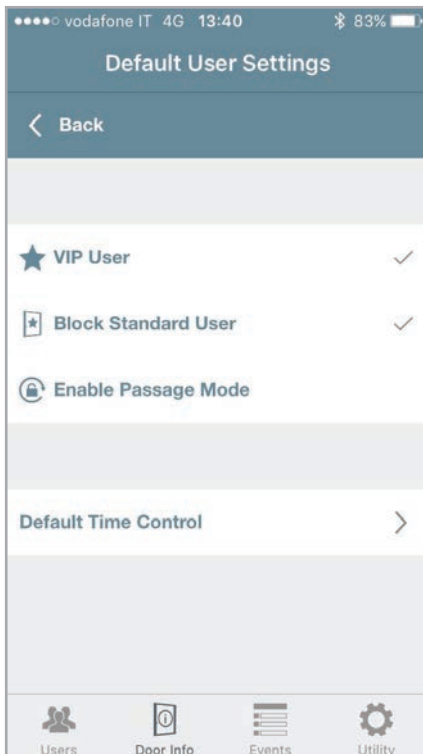 vodafone IT 4G 13:40 83%
Default User Settings
Back
VIP User
Block Standard User
Enable Passage Mode
Default Time Control
Users Door Info Events Utility